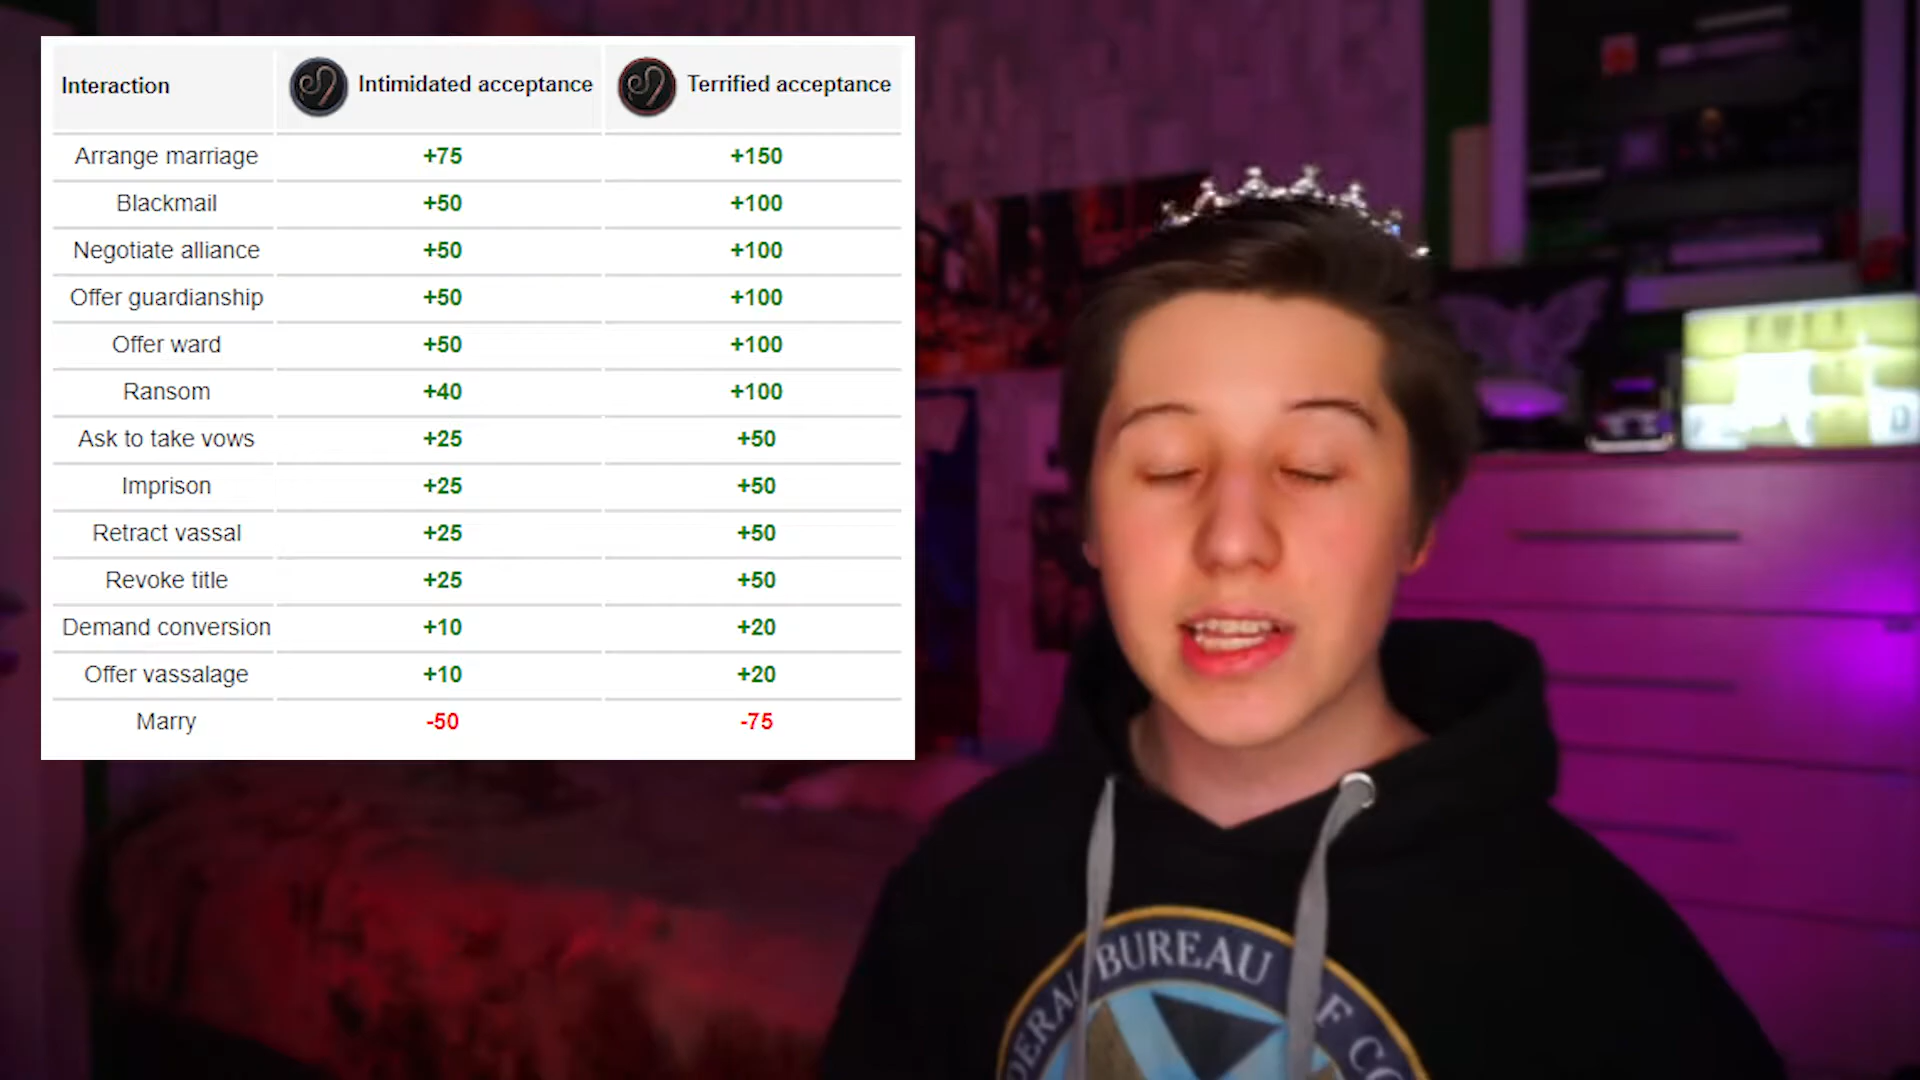 Interaction Intimidated acceptance Terrified acceptance
Arrange marriage +75 +150
Blackmail +50 +100
Negotiate alliance +50 +100
Offer guardianship +50 +100
Offer ward +50 +100
Ransom +40 +100
Ask to take vows +25 +50
Imprison +25 +50
Retract vassal +25 +50
Revoke title +25 +50
Demand conversion +10 +20
Offer vassalage +10 +20
Marry -50 -75
BUREAU